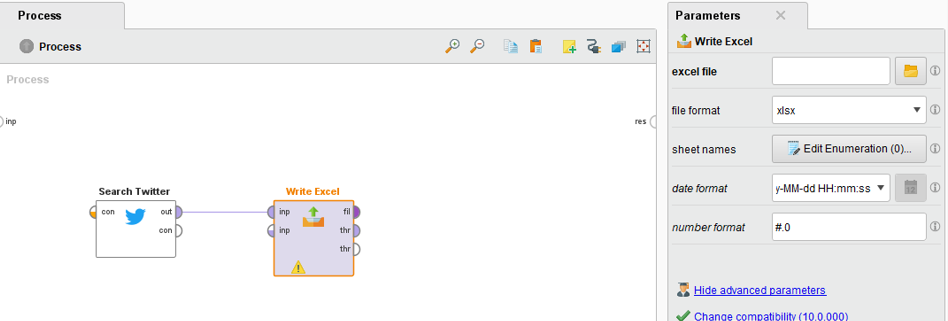 Process
Parameters
Process
Write Excel
Process
excel file
inp
res
file format
xlsx
sheet names
Edit Enumeration (0)...
Search Twitter
Write Excel
date format
y-MM-dd HH:mm:ss
12
con
out
inp
fil
con
inp
thr
number format
#.0
thr
Hide advanced parameters
Change compatibility (10.0.000)